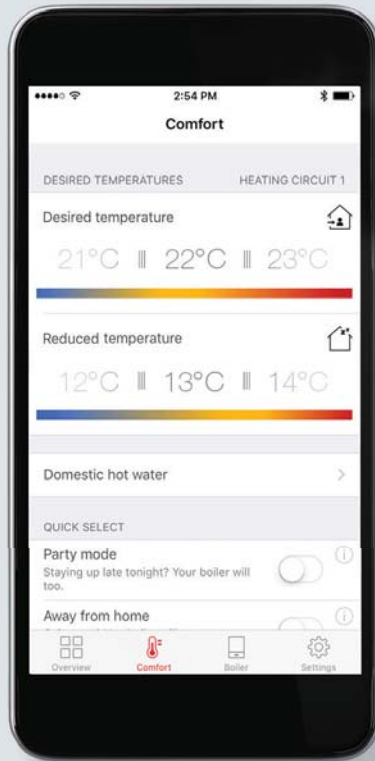 2:54 PM
Comfort
DESIRED TEMPERATURES HEATING CIRCUIT 1
Desired temperature
21°C 22°C 23°C
Reduced temperature
12°C 13°C 14°C
Domestic hot water
QUICK SELECT
Party mode
Staying up late tonight? Your boiler will
too.
Away from home
Overview Comfort Boiler Settings